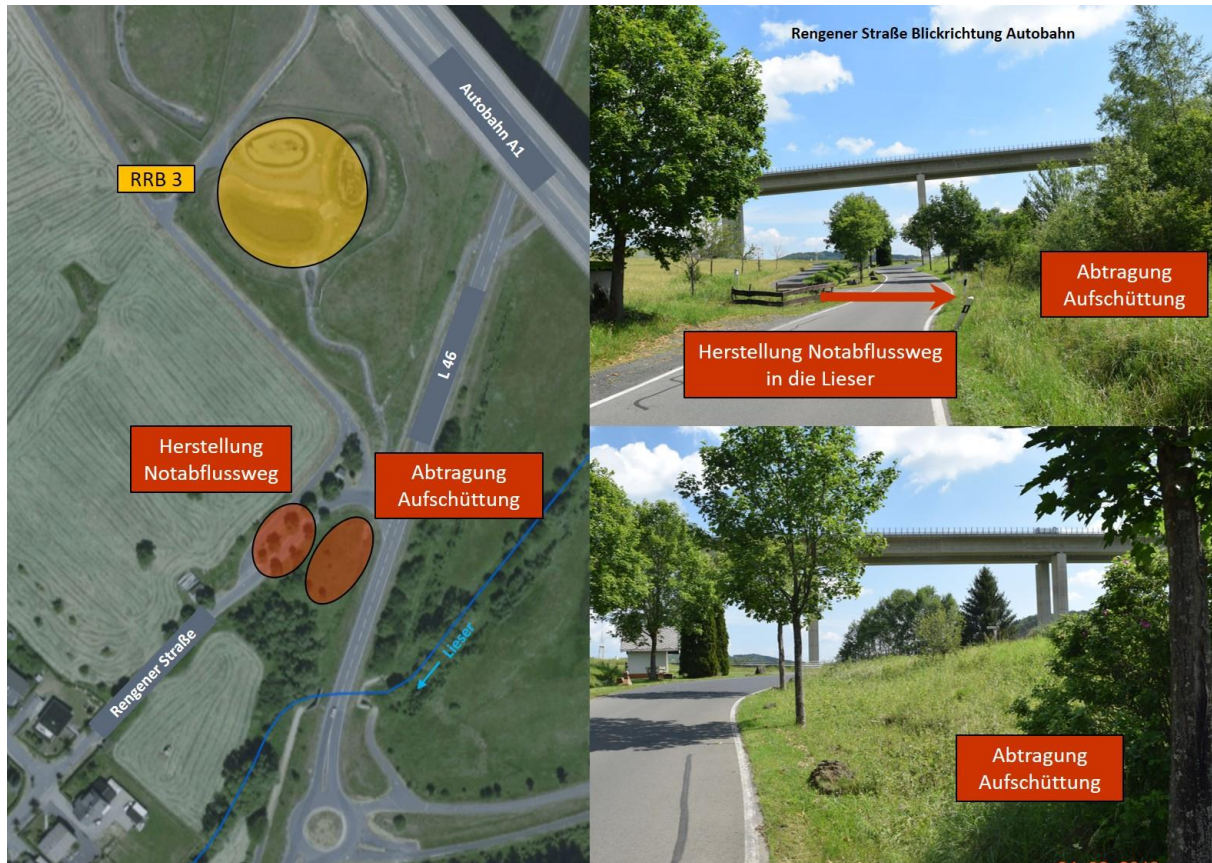 Autobahn A1
RRB 3
L 46
Herstellung
Notabflussweg
Abtragung
Aufschüttung
Lieser
Rengener Straße
Rengener Straße Blickrichtung Autobahn
Abtragung
Aufschüttung
Herstellung Notabflussweg
in die Lieser
Abtragung
Aufschüttung